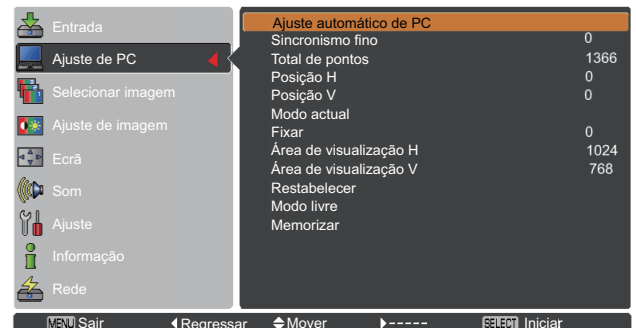 Entrada
Ajuste de PC
Selecionar imagem
Ajuste de imagem
Ecrã
Som
Ajuste
Informação
Rede
Ajuste automático de PC
Sincronismo fino 0
Total de pontos 1366
Posição H 0
Posição V 0
Modo actual
Fixar 0
Área de visualização H 1024
Área de visualização V 768
Restabelecer
Modo livre
Memorizar
MENU Sair Regressar Mover ----- SELECT Iniciar